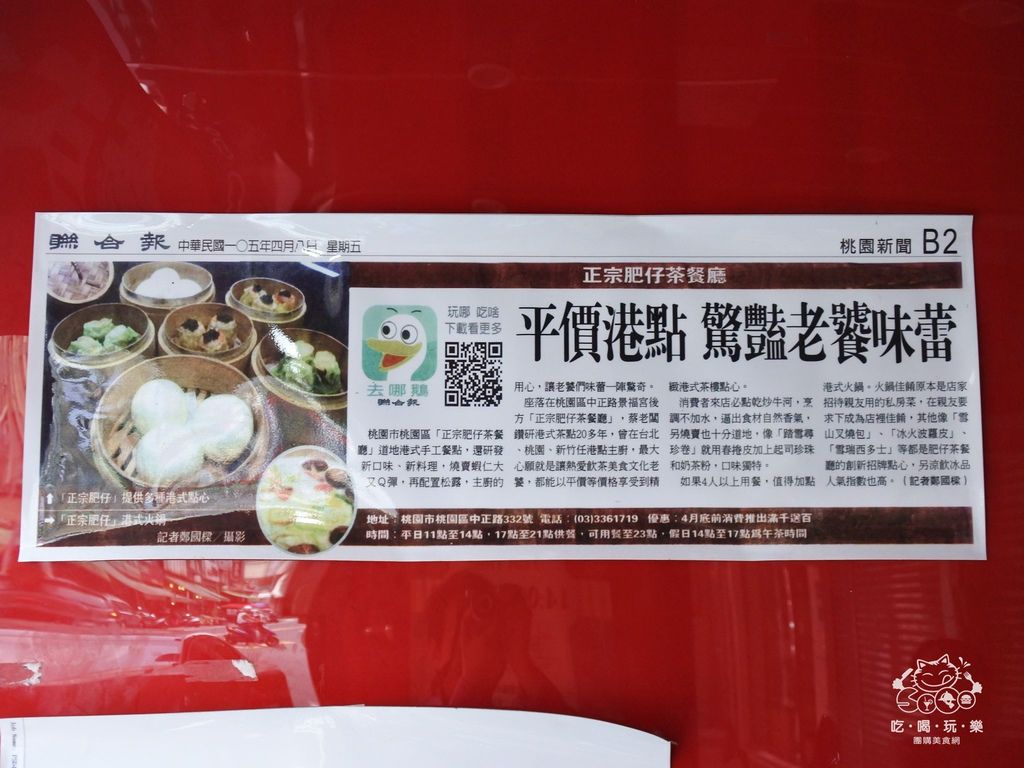 聯合報 中華民國一○五年四月八日 星期五
桃園新聞 B2
正宗肥仔茶餐廳
平價港點 驚豔老饕味蕾
玩哪 吃啥
下載看更多
去哪鵝
聯合報
桃園市桃園區「正宗肥仔茶餐
廳」道地港式手工餐點，還研發
新口味、新料理，燒賣蝦仁大
又Q彈，再配置松露，主廚的
用心，讓老饕們味蕾一陣驚奇。
座落在桃園區中正路景福宮後
方「正宗肥仔茶餐廳」，蔡老闆
鑽研港式茶點20多年，曾在台北
、桃園、新竹任港點主廚，最大
心願就是讓熱愛飲茶美食文化老
饕，都能以平價等價格享受到精
緻港式茶樓點心。
消費者來店必點乾炒牛河，烹
調不加水，逼出食材自然香氣，
另燒賣也十分道地，像「踏雪尋
珍卷」就用春捲皮加上起司珍珠
和奶茶粉，口味獨特。
如果4人以上用餐，值得加點
港式火鍋。火鍋佳餚原本是店家
招待親友用的私房菜，在親友要
求下成為店裡佳餚，其他像「雪
山叉燒包」、「冰火波蘿皮」、
「雪瑞西多士」等都是肥仔茶餐
廳的創新招牌點心，另涼飲冰品
人氣指數也高。（記者鄭國樑）
⬆「正宗肥仔」提供多種港式點心
➡「正宗肥仔」港式火鍋
記者鄭國樑／攝影
地址：桃園市桃園區中正路332號 電話：(03)3361719 優惠：4月底前消費推出滿千送百
時間：平日11點至14點，17點至21點供餐，可用餐至23點，假日14點至17點為午茶時間
吃·喝·玩·樂
團購美食網